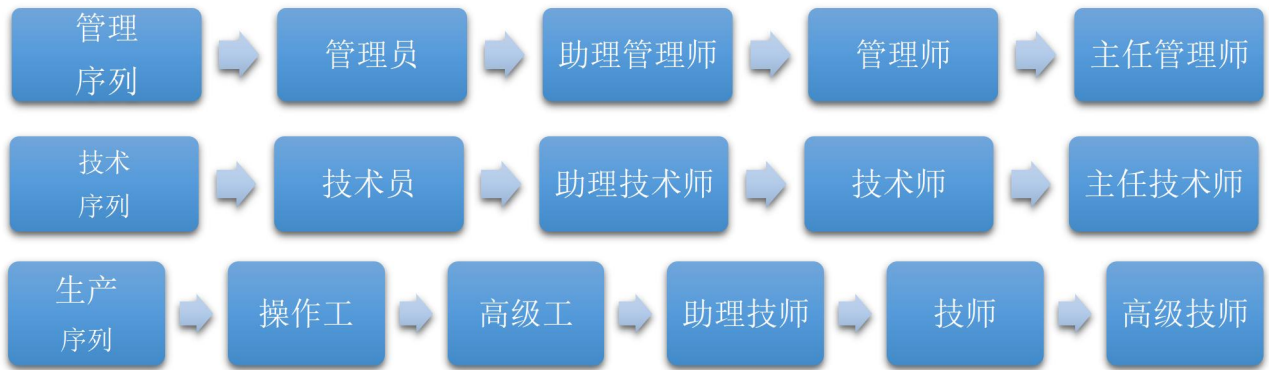 管理
序列
管理员
助理管理师
管理师
主任管理师
技术
序列
技术员
助理技术师
技术师
主任技术师
生产
序列
操作工
高级工
助理技师
技师
高级技师